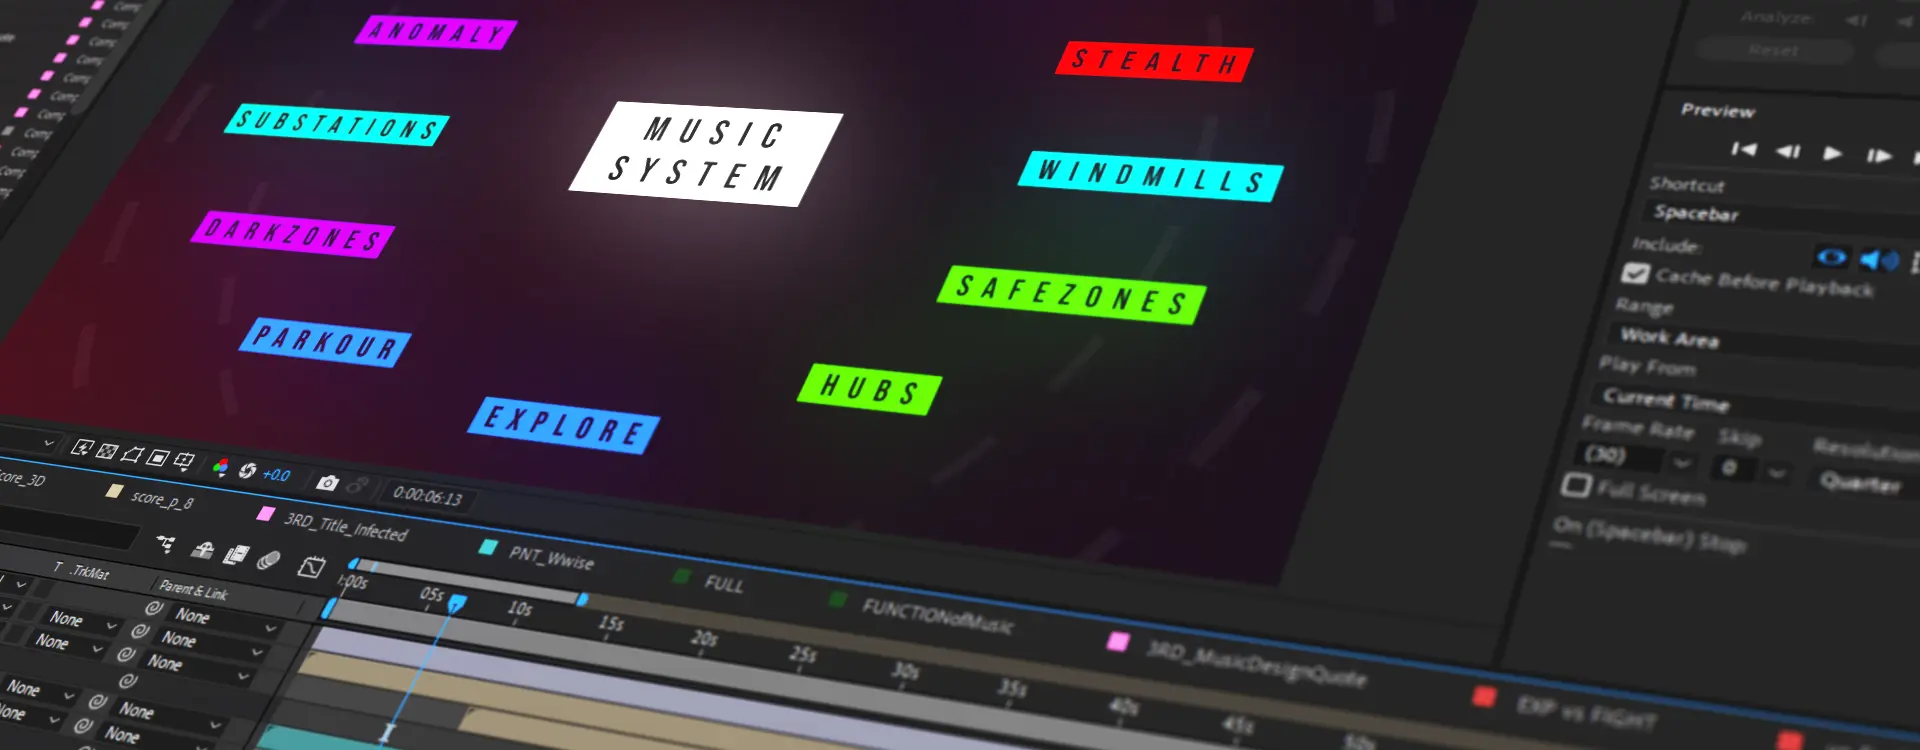 ANOMALY
STEALTH
SUBSTATIONS
MUSIC
SYSTEM
WINDMILLS
DARKZONES
SAFEZONES
PARKOUR
HUBS
EXPLORE
Analyze:
Reset
Preview
Shortcut
Spacebar
Include:
Cache Before Playback
Range
Work Area
Play From
Current Time
Frame Rate Skip Resolution
(30) 0 Quarter
Full Screen
On (Spacebar) Stop:
+0.0 0:00:06:13
score_p_8 3RD_Title_Infected PNT_Wwise FULL FUNCTIONofMusic 3RD_MusicDesignQuote EXP vs FIGHT
T .TrkMat Parent & Link
05s 10s 15s 20s 25s 30s 35s 40s 45s 50s
None
None None
None None
None
None None
None None